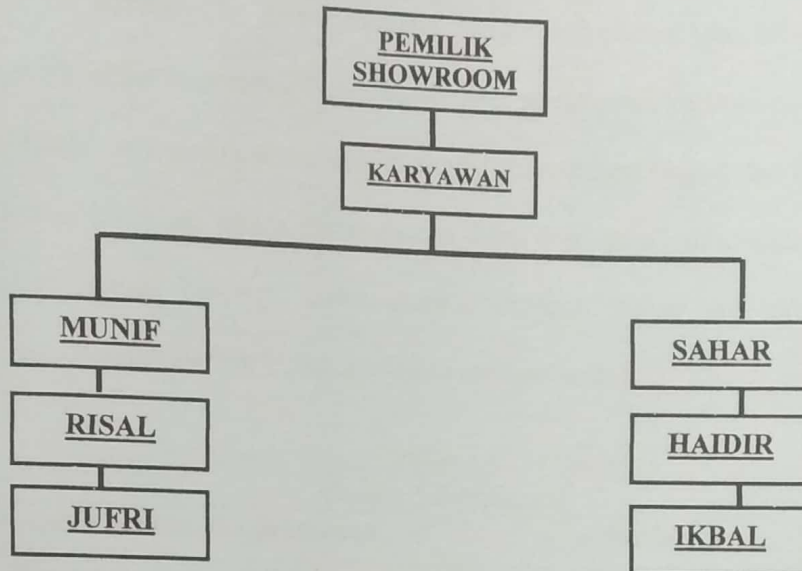 PEMILIK
SHOWROOM
KARYAWAN
MUNIF
RISAL
JUFRI
SAHAR
HAIDIR
IKBAL